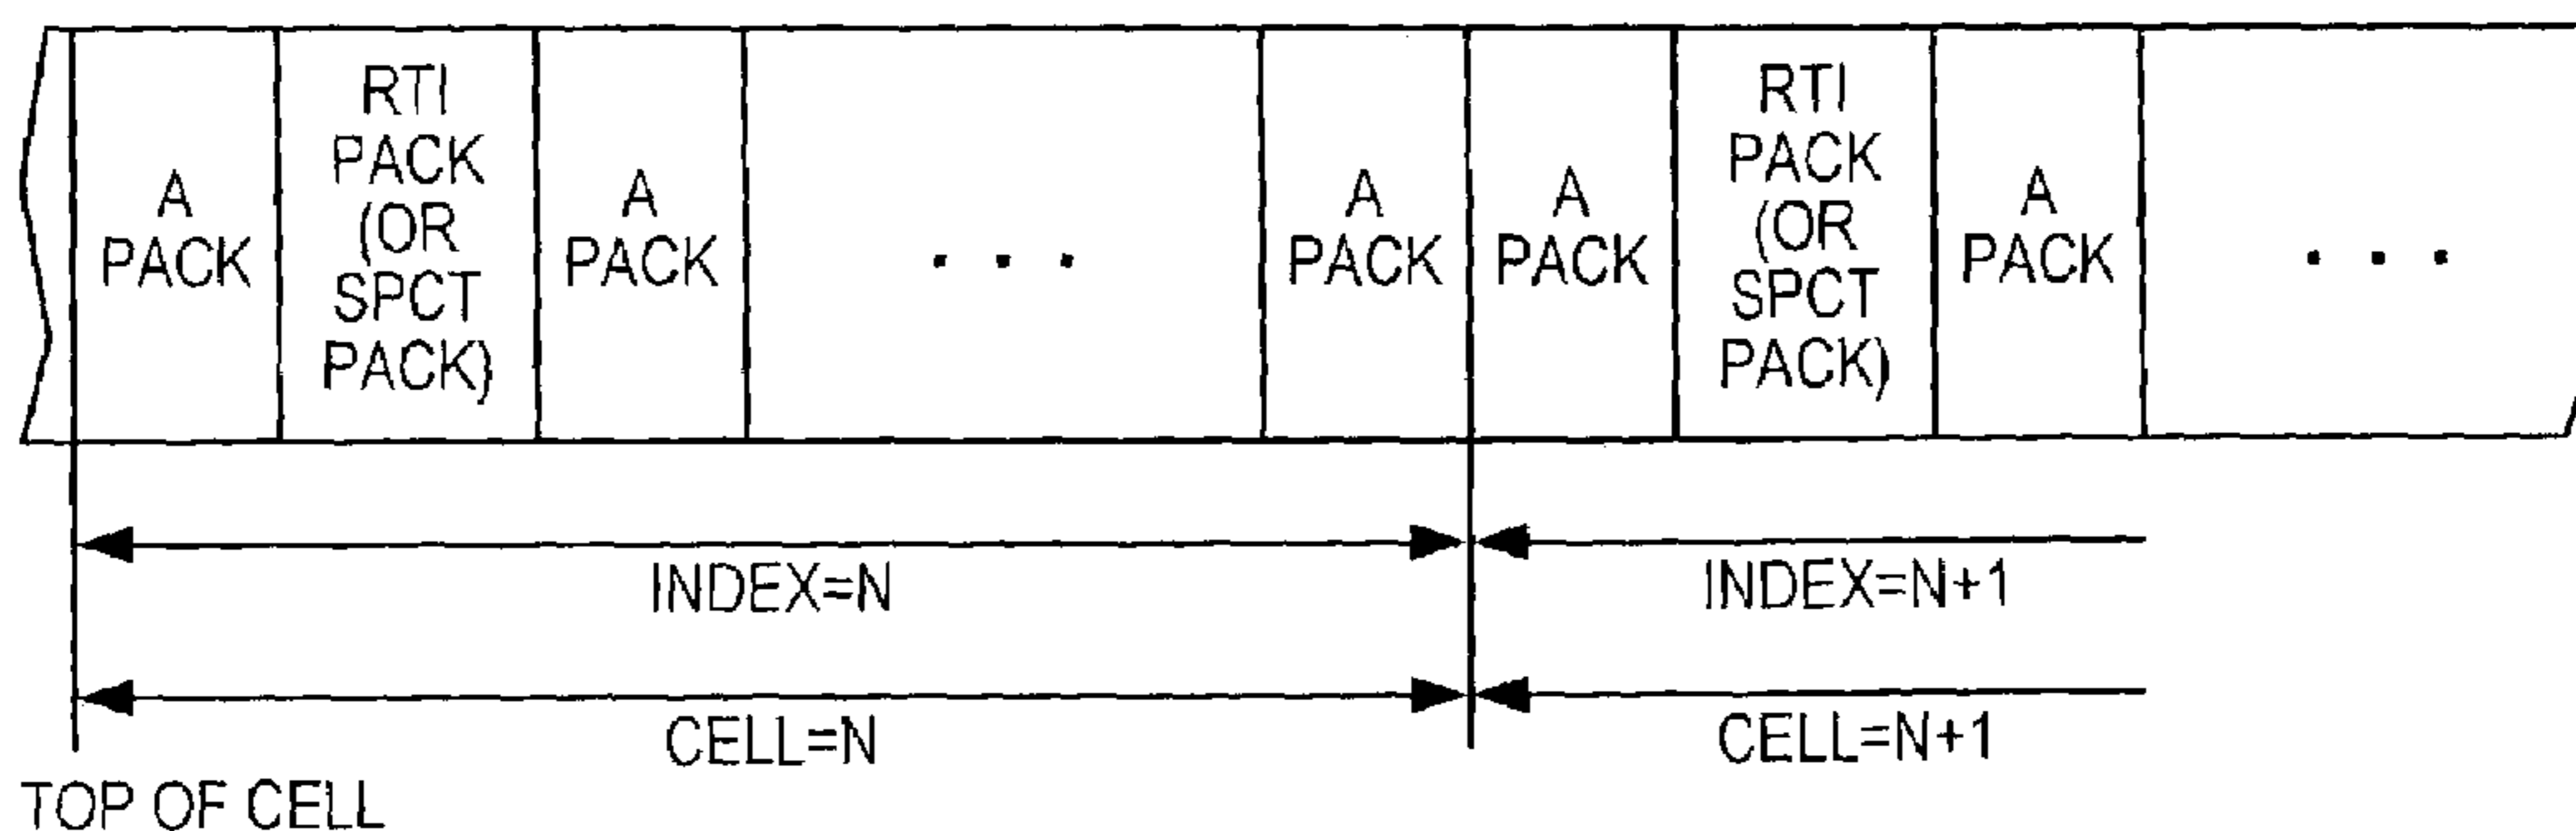 A
PACK
RTI
PACK
(OR
SPCT
PACK)
A
PACK
. . .
A
PACK
A
PACK
RTI
PACK
(OR
SPCT
PACK)
A
PACK
. . .
INDEX=N
INDEX=N+1
CELL=N
CELL=N+1
TOP OF CELL